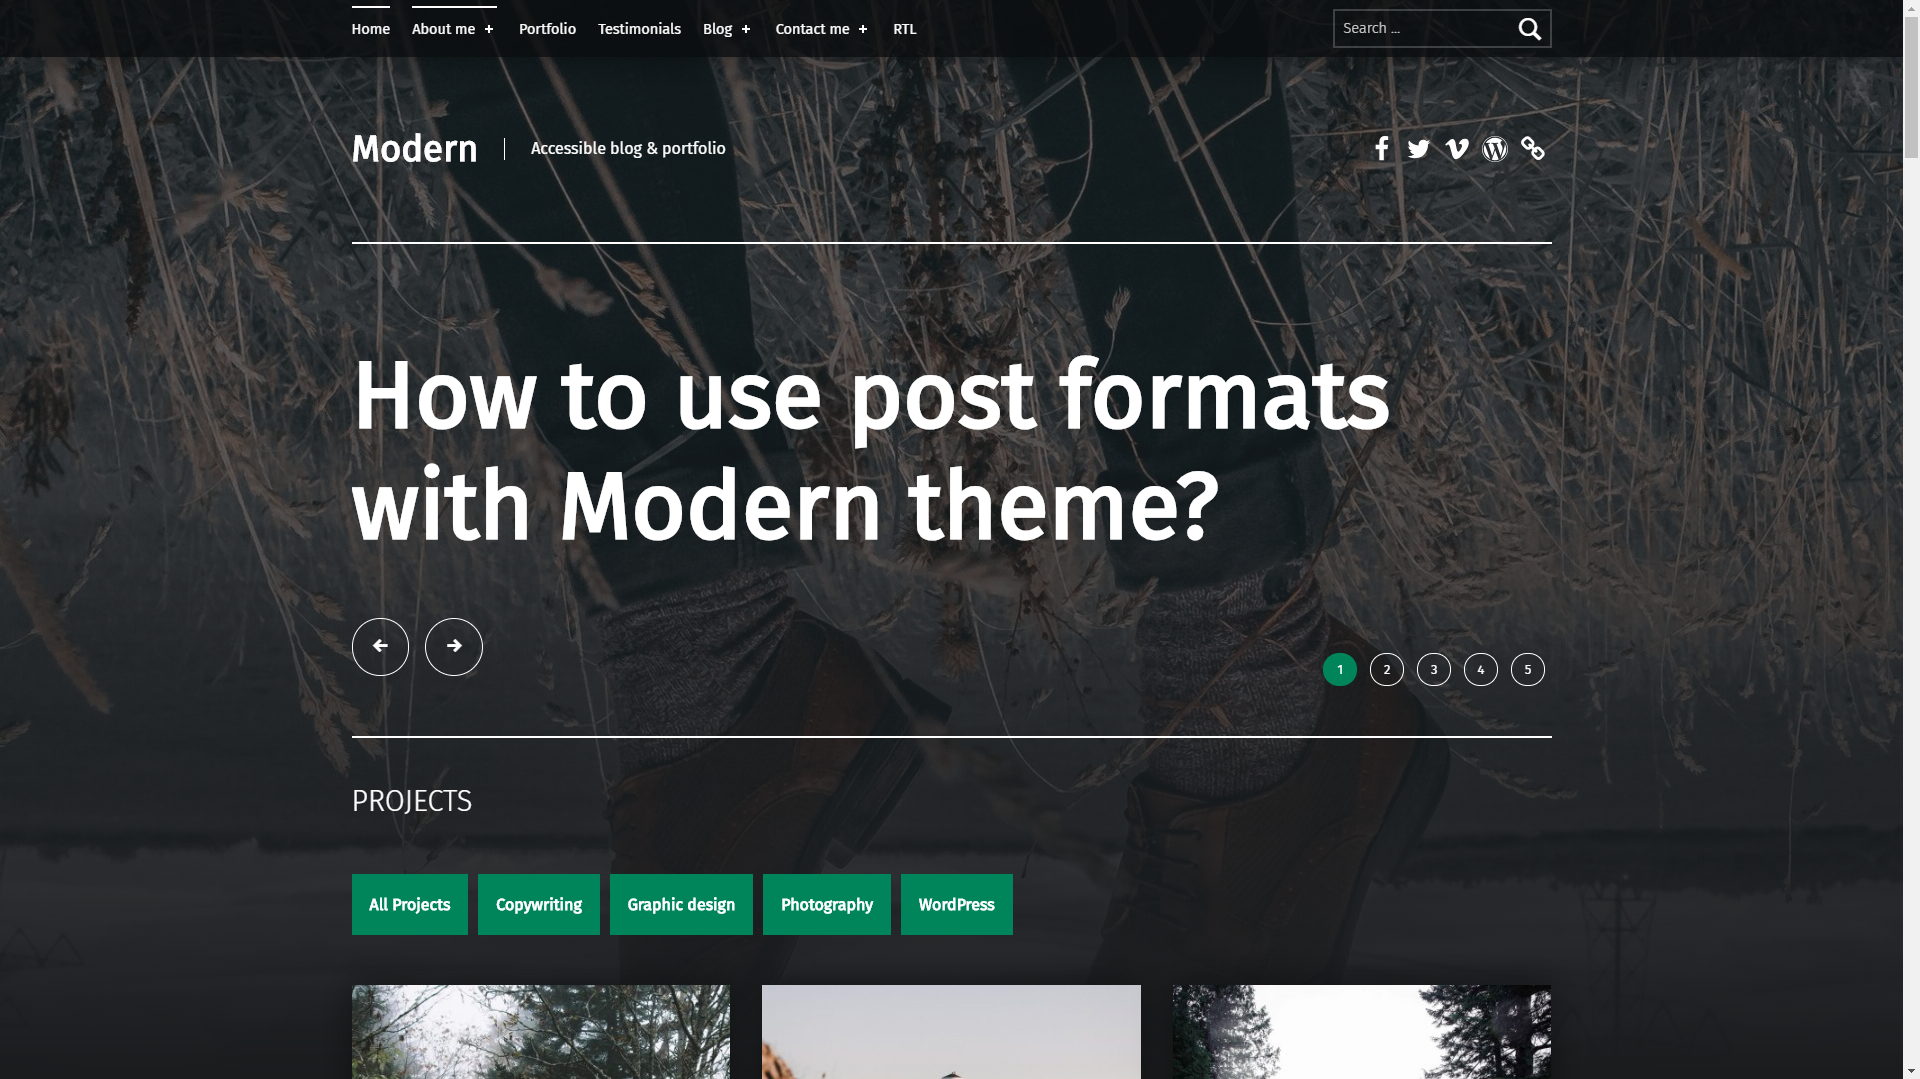 Home About me + Portfolio Testimonials Blog + Contact me + RTL Search ...
Modern Accessible blog & portfolio
How to use post formats
with Modern theme?
1 2 3 4 5
PROJECTS
All Projects Copywriting Graphic design Photography WordPress